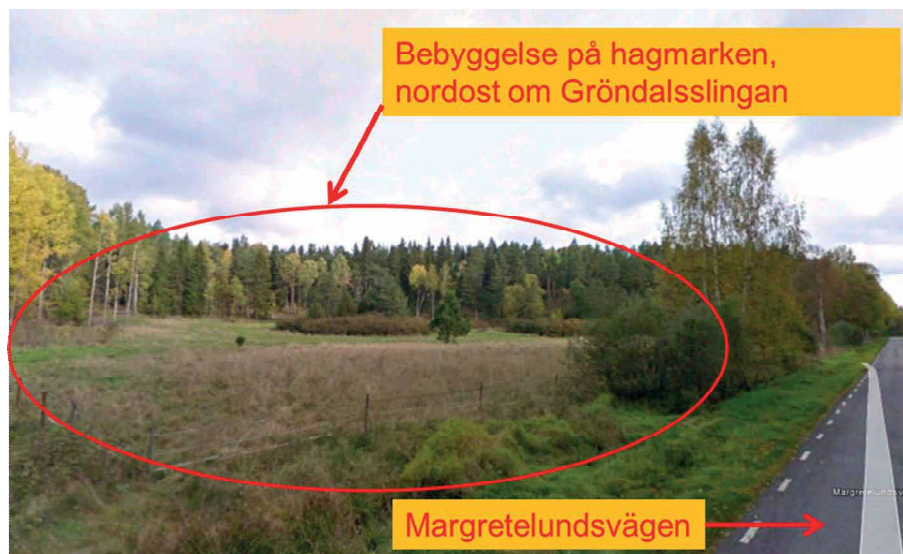 Bebyggelse på hagmarken,
nordost om Gröndalsslingan
Margretelundsv
Margretelundsvägen